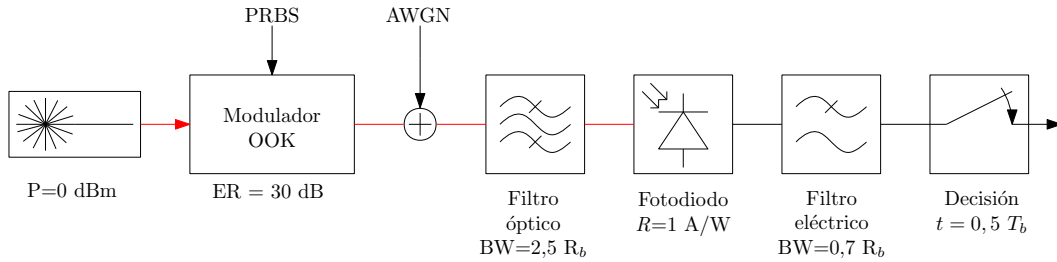 PRBS
AWGN
Modulador
OOK
P=0 dBm
ER = 30 dB
Filtro
óptico
BW=2,5 R_b
Fotodiodo
R=1 A/W
Filtro
eléctrico
BW=0,7 R_b
Decisión
t = 0, 5 T_b